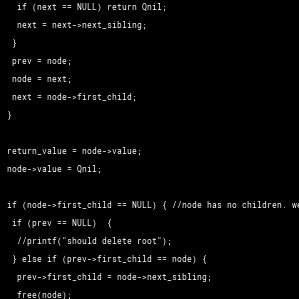 if (next == NULL) return Qnil;
next = next->next_sibling;
}
prev = node;
node = next;
next = node->first_child;
}
return_value = node->value;
node->value = Qnil;
if (node->first_child == NULL) { //node has no children. we
if (prev == NULL) {
//printf("should delete root");
} else if (prev->first_child == node) {
prev->first_child = node->next_sibling;
free(node);